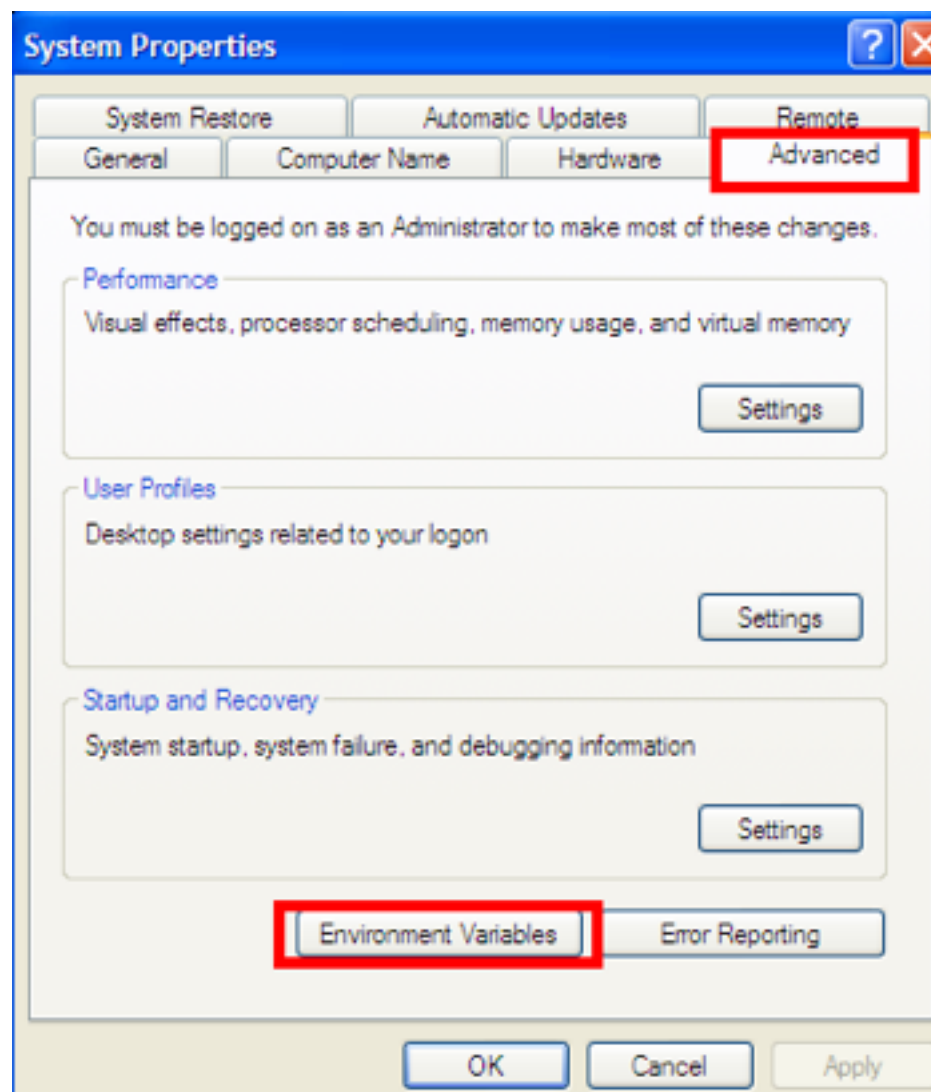 System Properties
?
System Restore Automatic Updates Remote
General Computer Name Hardware Advanced
You must be logged on as an Administrator to make most of these changes.
Performance
Visual effects, processor scheduling, memory usage, and virtual memory
Settings
User Profiles
Desktop settings related to your logon
Settings
Startup and Recovery
System startup, system failure, and debugging information
Settings
Environment Variables Error Reporting
OK Cancel Apply